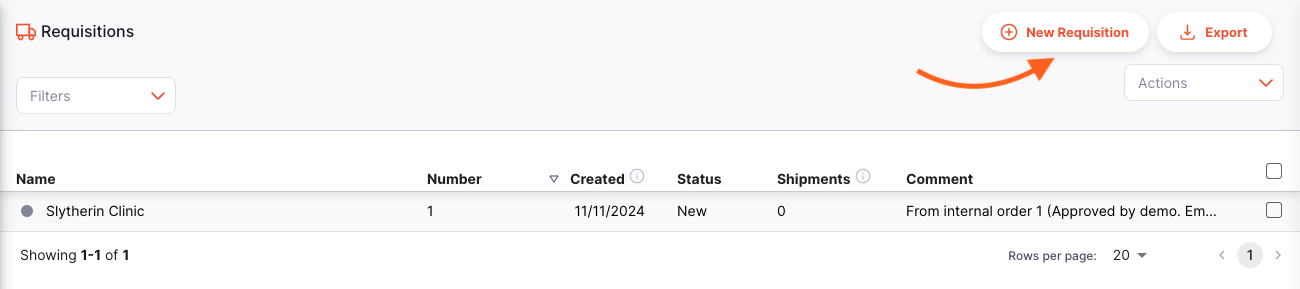 Requisitions
New Requisition
Export
Filters
Actions
Name Number Created Status Shipments Comment
Slytherin Clinic 1 11/11/2024 New 0 From internal order 1 (Approved by demo. Em...
Showing 1-1 of 1 Rows per page: 20 1